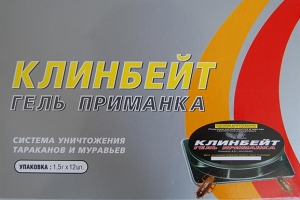 КЛИНБЕЙТ
ГЕЛЬ ПРИМАНКА
СИСТЕМА УНИЧТОЖЕНИЯ
ТАРАКАНОВ И МУРАВЬЕВ
УПАКОВКА : 1,5г x 12шт.
КЛИНБЕЙТ
ГЕЛЬ ПРИМАНКА